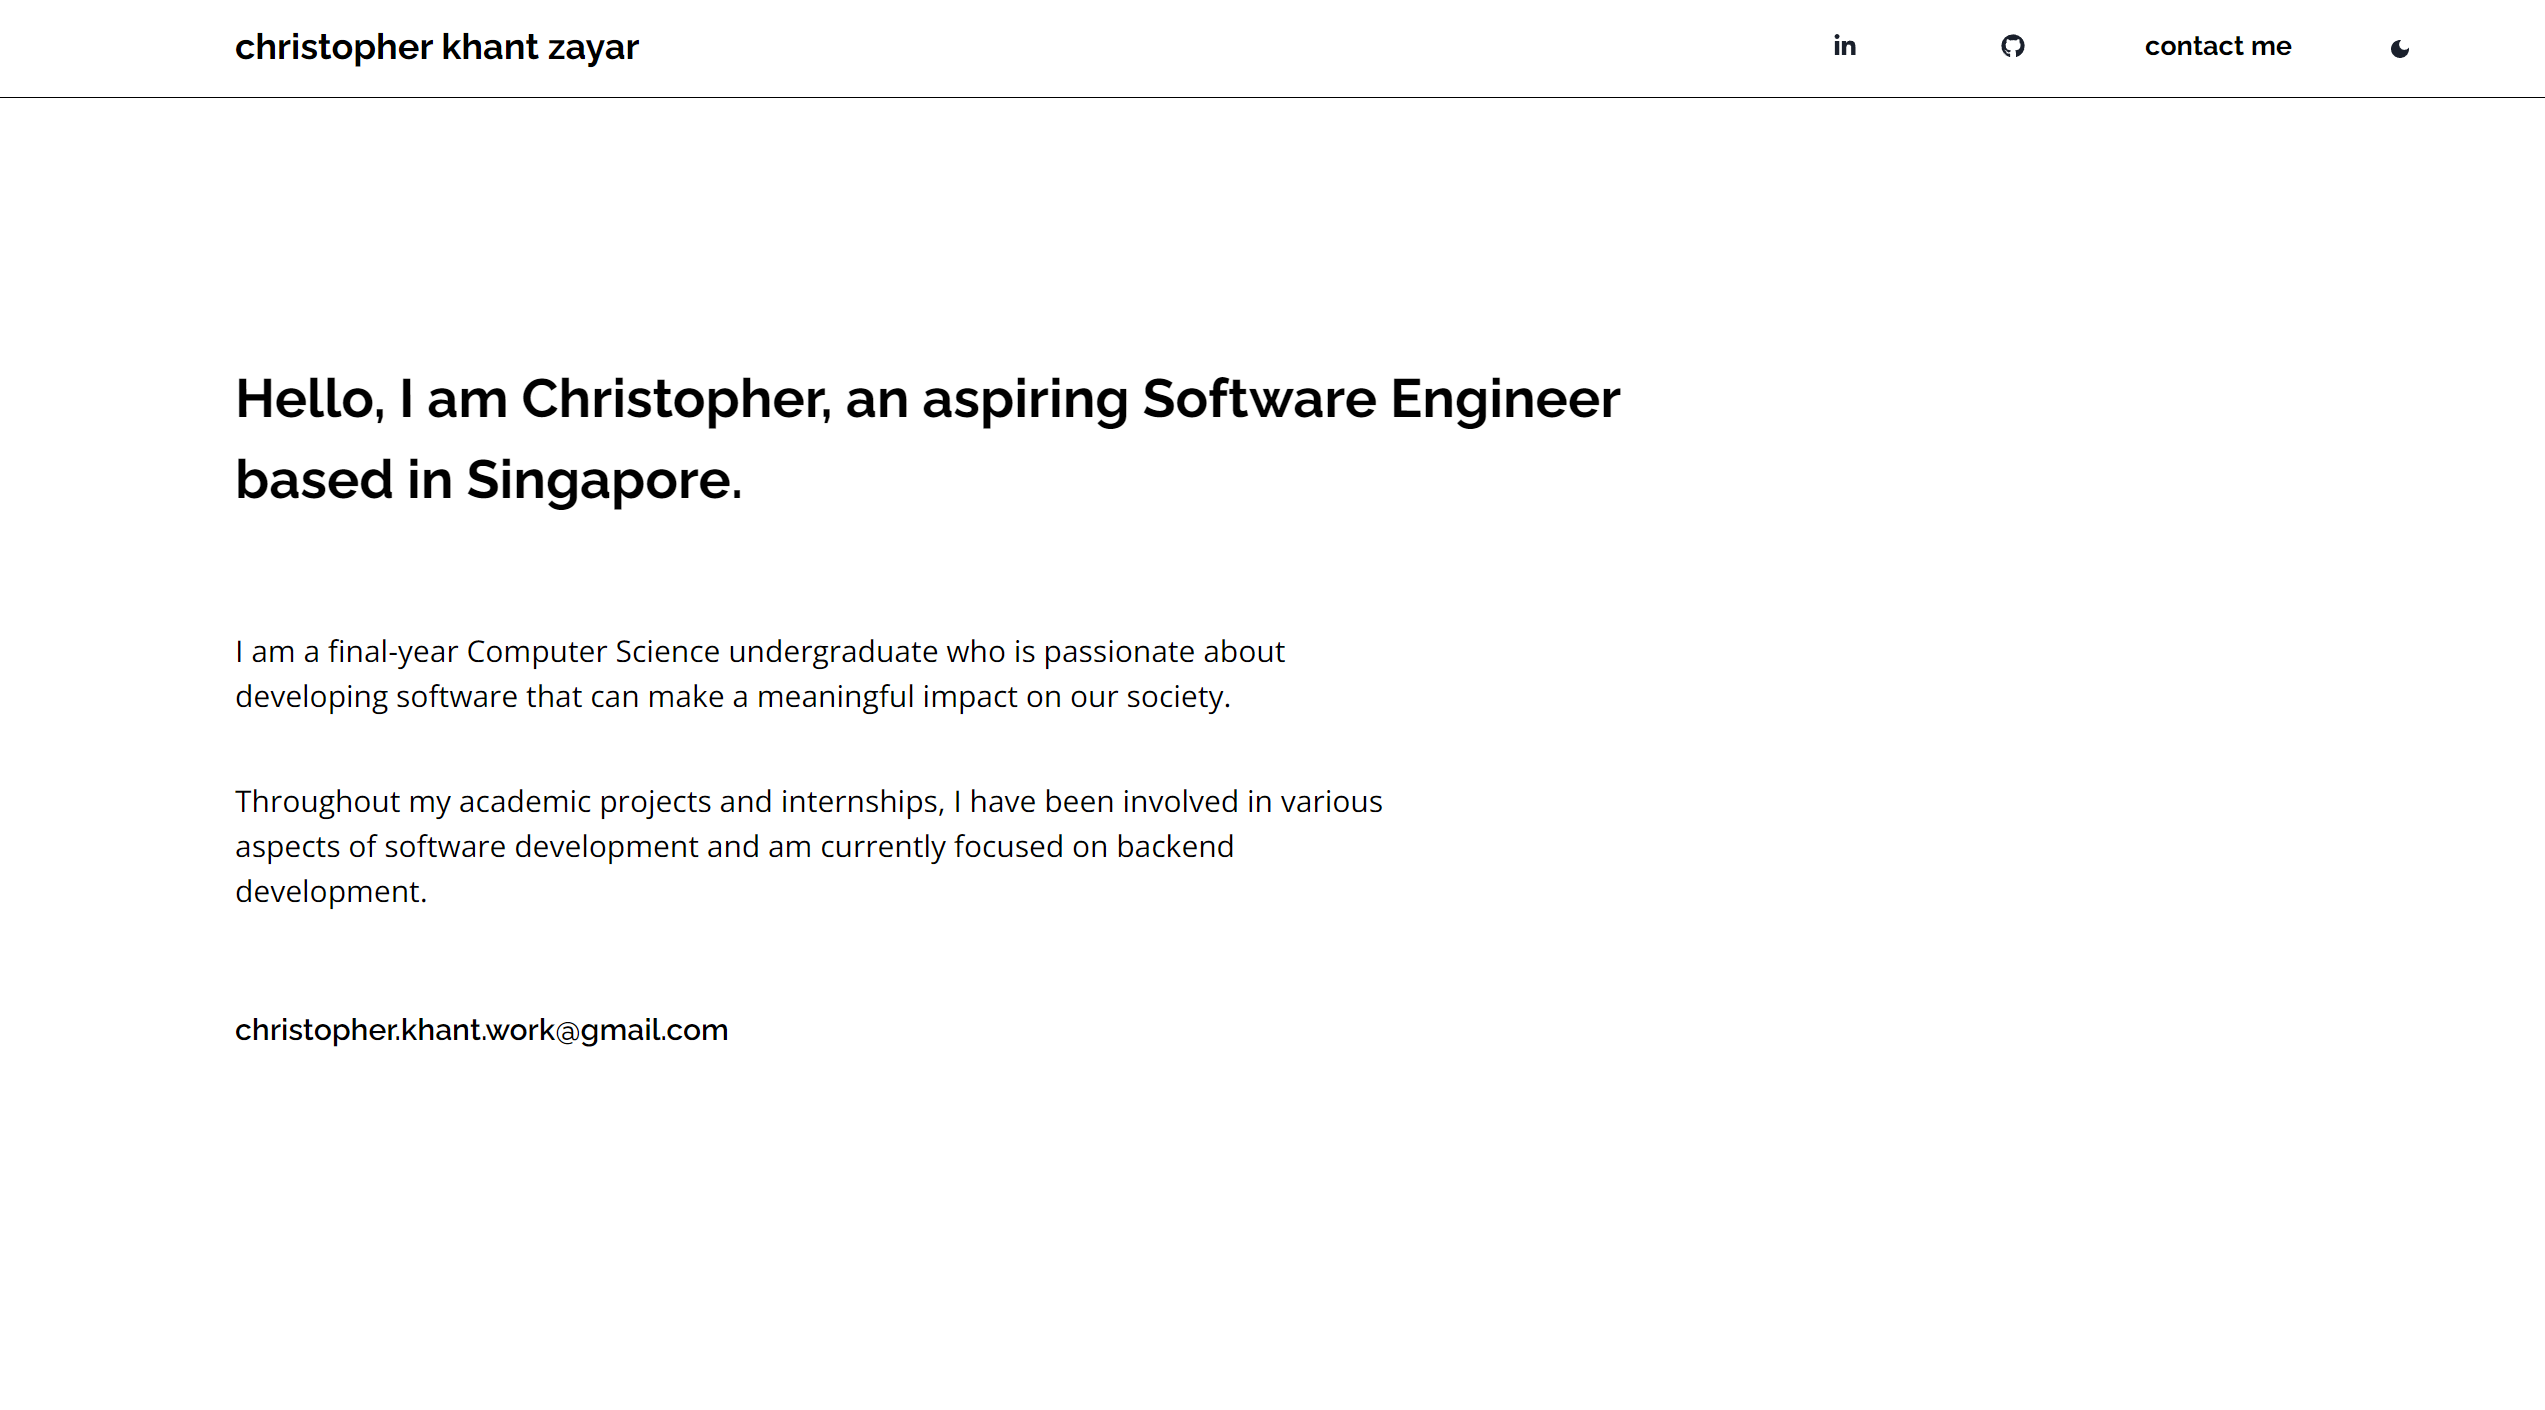 christopher khant zayar
in
contact me
Hello, I am Christopher, an aspiring Software Engineer
based in Singapore.
I am a final-year Computer Science undergraduate who is passionate about
developing software that can make a meaningful impact on our society.
Throughout my academic projects and internships, I have been involved in various
aspects of software development and am currently focused on backend
development.
christopher.khant.work@gmail.com